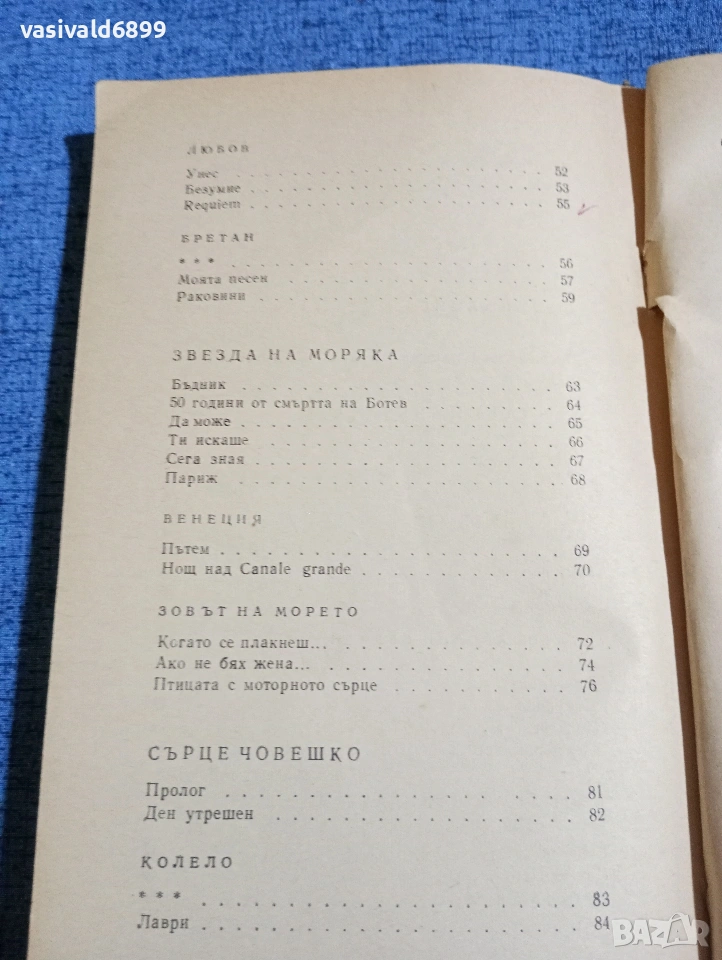 vasivald6899
ЛЮБОВ
Унес . . . . . . . . . . . . . . . . . . . . 52
Безумие . . . . . . . . . . . . . . . . . . 53
Requiem . . . . . . . . . . . . . . . . . . 55
БРЕТАН
* * * . . . . . . . . . . . . . . . . . . . 56
Моята песен . . . . . . . . . . . . . . . . 57
Раковини . . . . . . . . . . . . . . . . . . 59
ЗВЕЗДА НА МОРЯКА
Бъдник . . . . . . . . . . . . . . . . . . . 63
50 години от смъртта на Ботев . . . . . . . . 64
Да може . . . . . . . . . . . . . . . . . . 65
Ти искаше . . . . . . . . . . . . . . . . . 66
Сега зная . . . . . . . . . . . . . . . . . 67
Париж . . . . . . . . . . . . . . . . . . . 68
ВЕНЕЦИЯ
Пътем . . . . . . . . . . . . . . . . . . . 69
Нощ над Canale grande . . . . . . . . . . . 70
ЗОВЪТ НА МОРЕТО
Когато се плакнеш... . . . . . . . . . . . . 72
Ако не бях жена... . . . . . . . . . . . . . 74
Птицата с моторното сърце . . . . . . . . . . 76
СЪРЦЕ ЧОВЕШКО
Пролог . . . . . . . . . . . . . . . . . . . 81
Ден утрешен . . . . . . . . . . . . . . . . 82
КОЛЕЛО
* * * . . . . . . . . . . . . . . . . . . . 83
Лаври . . . . . . . . . . . . . . . . . . . 84
BAZAR